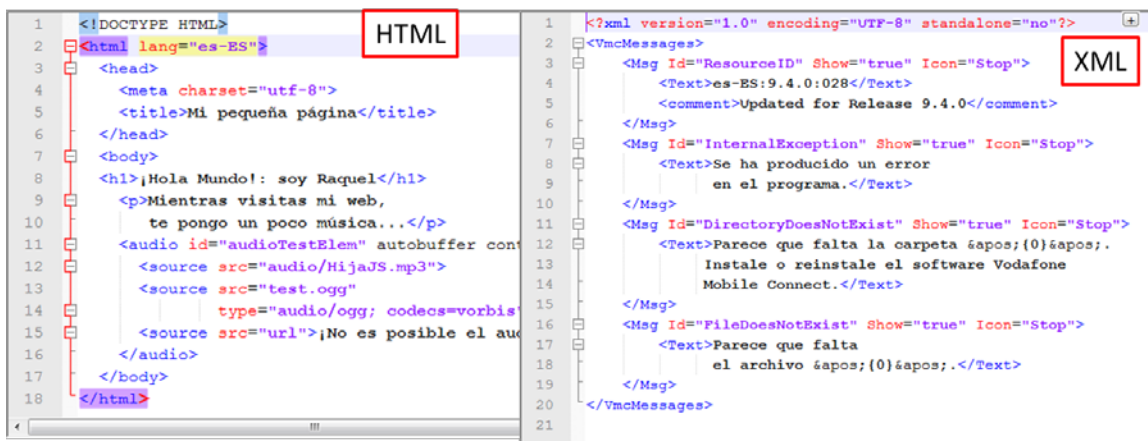 HTML
1 <!DOCTYPE HTML>
2 <html lang="es-ES">
3 <head>
4 <meta charset="utf-8">
5 <title>Mi pequeña página</title>
6 </head>
7 <body>
8 <h1>¡Hola Mundo!: soy Raquel</h1>
9 <p>Mientras visitas mi web,
10 te pongo un poco música...</p>
11 <audio id="audioTestElem" autobuffer cont
12 <source src="audio/HijaJS.mp3">
13 <source src="test.ogg"
14 type="audio/ogg; codecs=vorbis"
15 <source src="url">¡No es posible el aud
16 </audio>
17 </body>
18 </html>
XML
1 <?xml version="1.0" encoding="UTF-8" standalone="no"?>
2 <VmcMessages>
3 <Msg Id="ResourceID" Show="true" Icon="Stop">
4 <Text>es-ES:9.4.0:028</Text>
5 <comment>Updated for Release 9.4.0</comment>
6 </Msg>
7 <Msg Id="InternalException" Show="true" Icon="Stop">
8 <Text>Se ha producido un error
9 en el programa.</Text>
10 </Msg>
11 <Msg Id="DirectoryDoesNotExist" Show="true" Icon="Stop">
12 <Text>Parece que falta la carpeta &apos;{0}&apos;.
13 Instale o reinstale el software Vodafone
14 Mobile Connect.</Text>
15 </Msg>
16 <Msg Id="FileDoesNotExist" Show="true" Icon="Stop">
17 <Text>Parece que falta
18 el archivo &apos;{0}&apos;.</Text>
19 </Msg>
20 </VmcMessages>
21